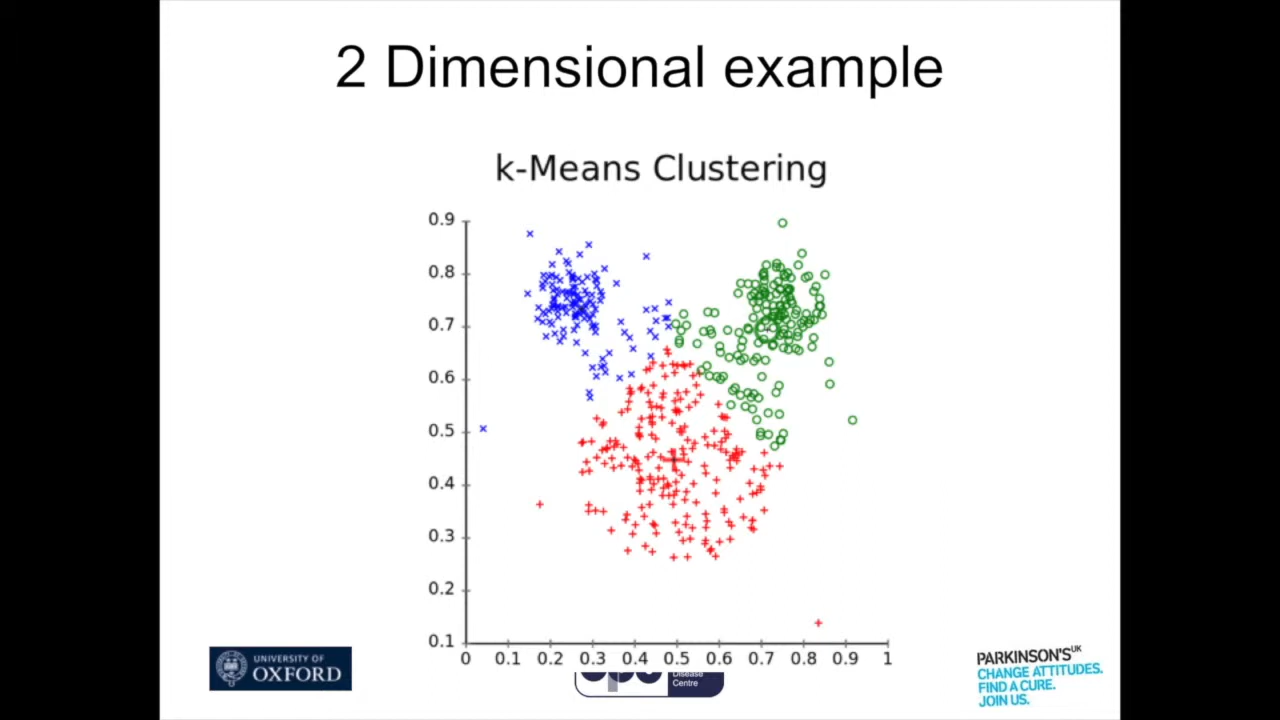 2 Dimensional example
k-Means Clustering
0.9
0.8
0.7
0.6
0.5
0.4
0.3
0.2
0.1
0 0.1 0.2 0.3 0.4 0.5 0.6 0.7 0.8 0.9 1
UNIVERSITY OF
OXFORD
Disease
Centre
PARKINSON'S UK
CHANGE ATTITUDES.
FIND A CURE.
JOIN US.